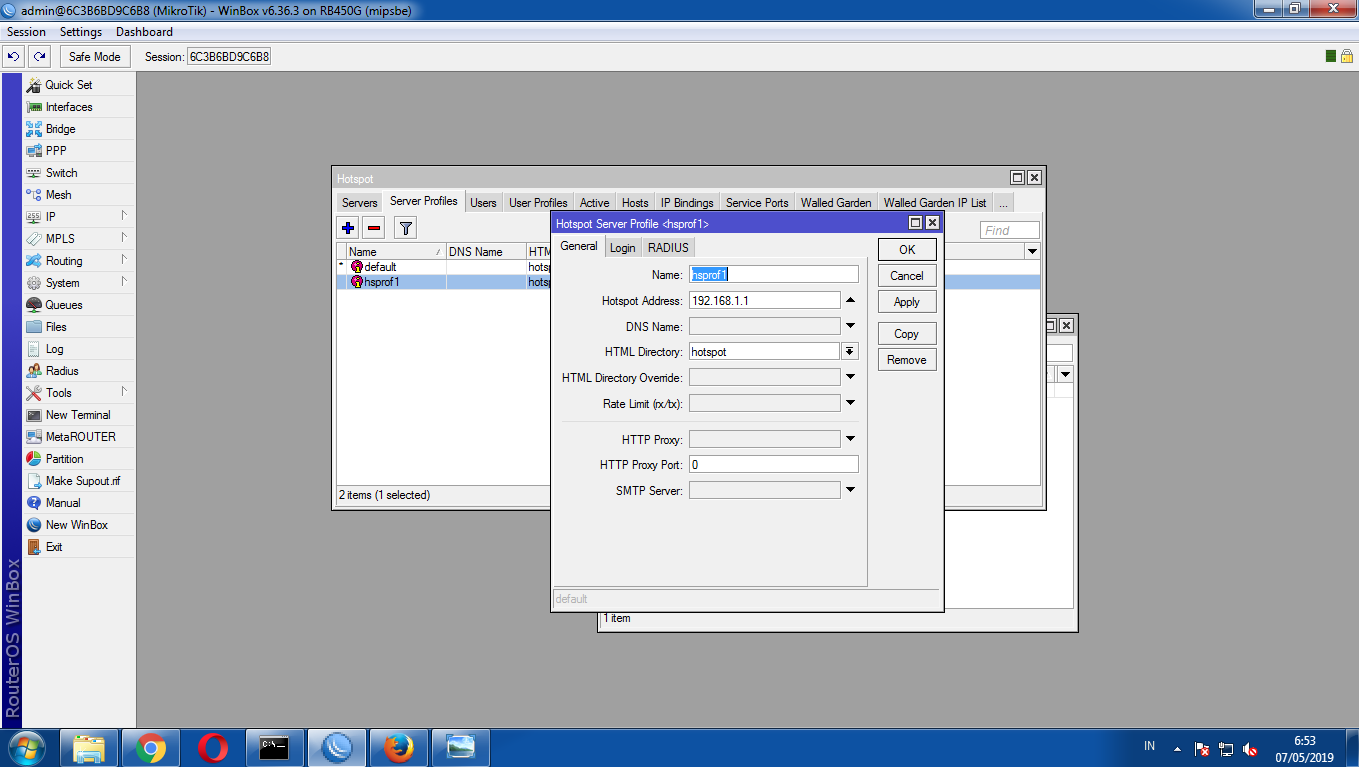 admin@6C3B6BD9C6B8 (MikroTik) - WinBox v6.36.3 on RB450G (mipsbe)
Session Settings Dashboard
Safe Mode Session: 6C3B6BD9C6B8
Quick Set
Interfaces
Bridge
PPP
Switch
Mesh
IP
MPLS
Routing
System
Queues
Files
Log
Radius
Tools
New Terminal
MetaROUTER
Partition
Make Supout.rif
Manual
New WinBox
Exit
RouterOS WinBox
Hotspot
Servers Server Profiles Users User Profiles Active Hosts IP Bindings Service Ports Walled Garden Walled Garden IP List ...
Find
Name / DNS Name HTM
* default hotsp
hsprof1 hotsp
2 items (1 selected)
Hotspot Server Profile <hsprof1>
General Login RADIUS
Name: hsprof1
Hotspot Address: 192.168.1.1
DNS Name:
HTML Directory: hotspot
HTML Directory Override:
Rate Limit (rx/tx):
HTTP Proxy:
HTTP Proxy Port: 0
SMTP Server:
OK
Cancel
Apply
Copy
Remove
default
1 item
C:\_
IN
6:53
07/05/2019